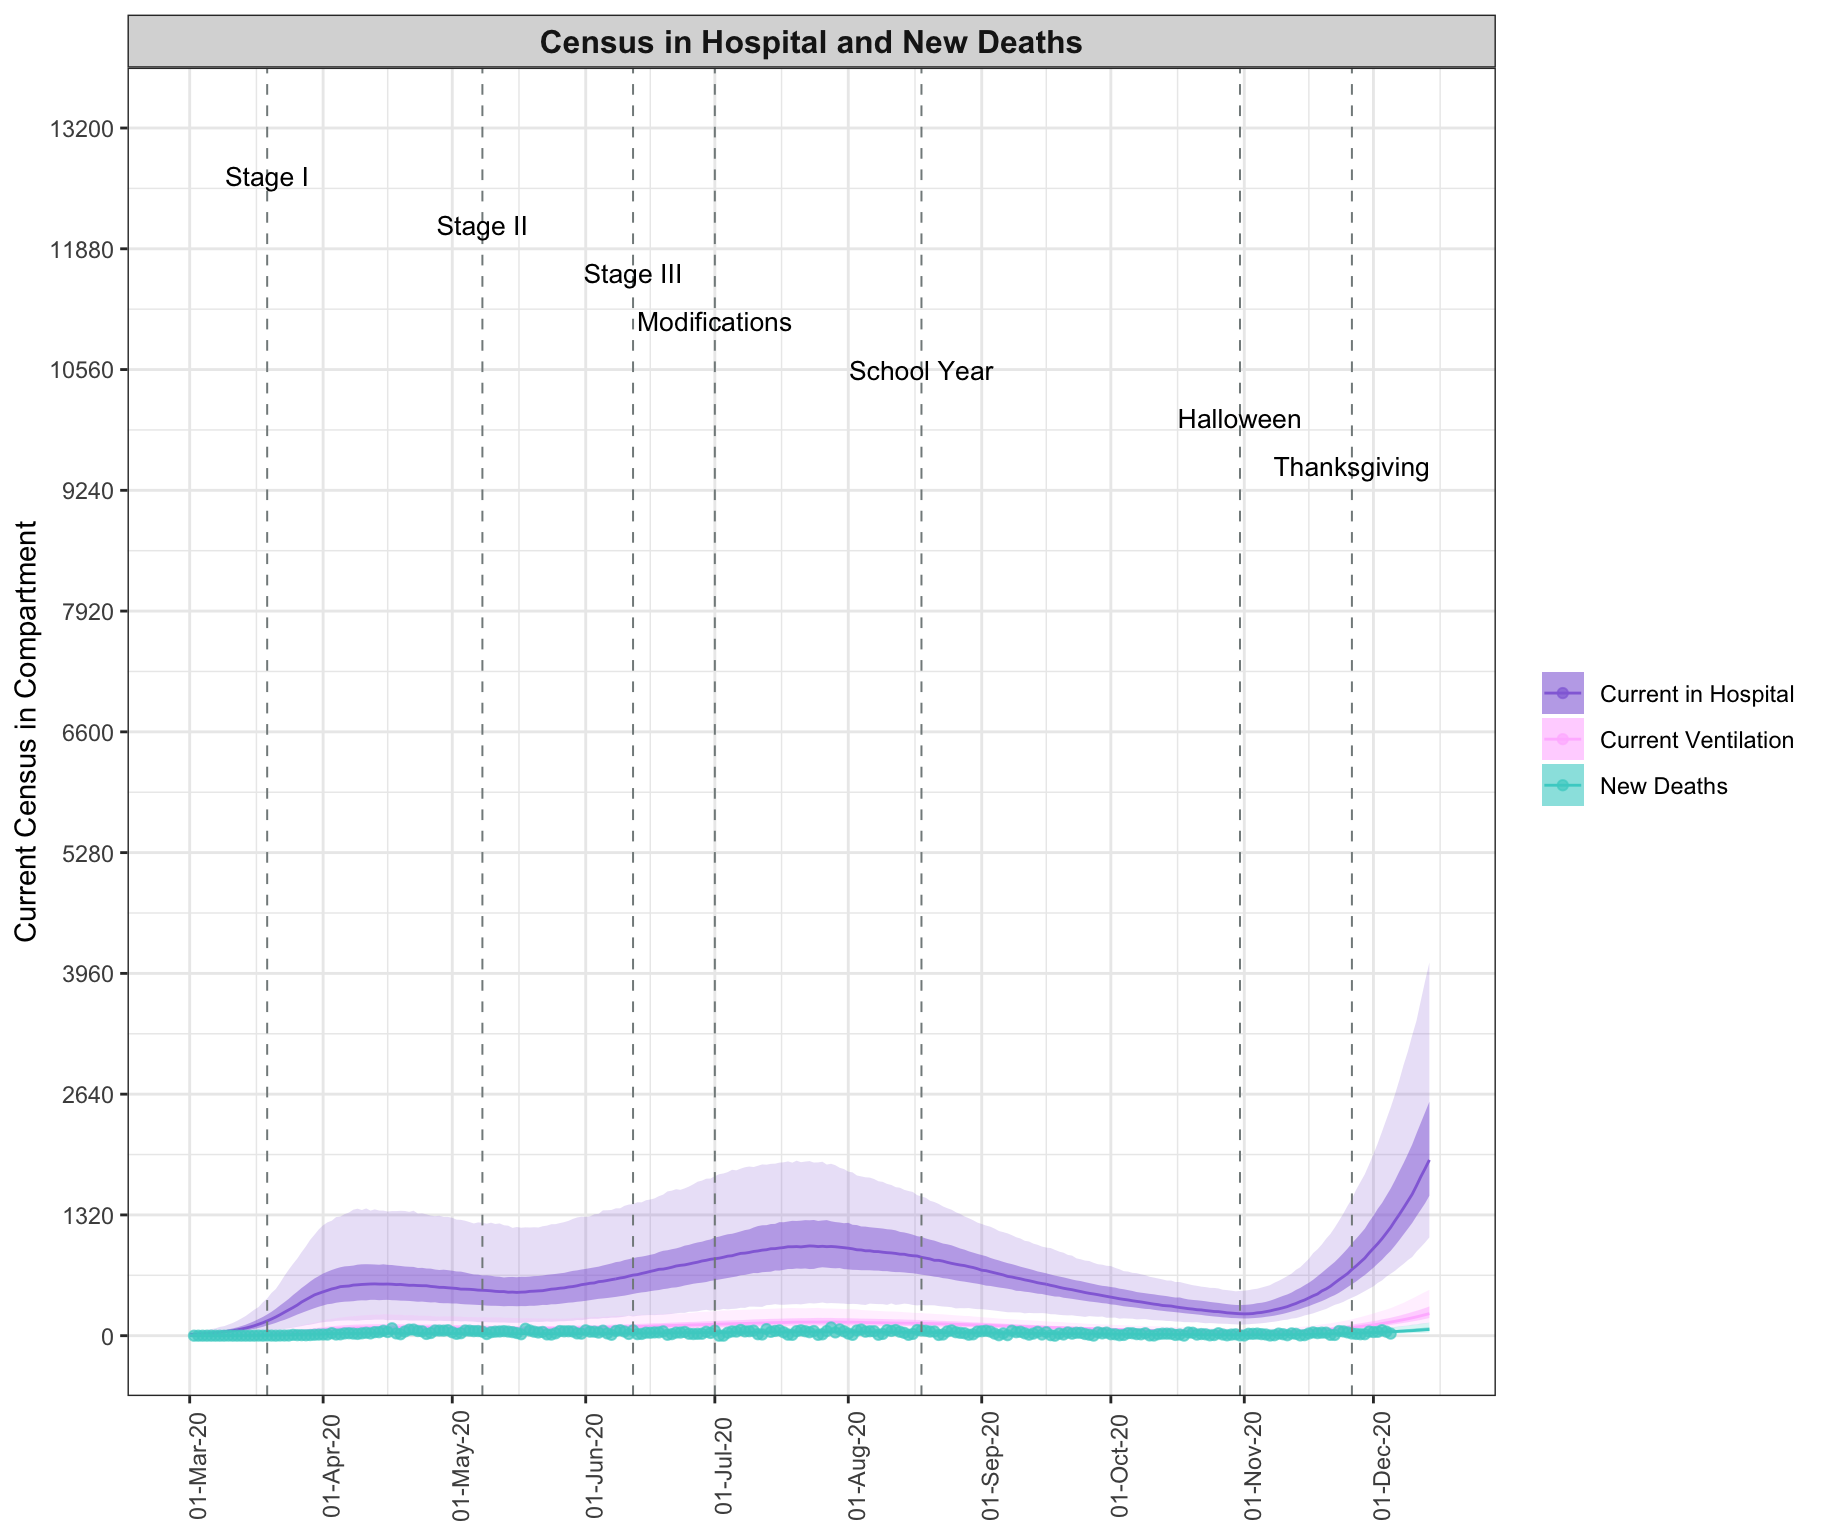 Census in Hospital and New Deaths
Current Census in Compartment
13200
11880
10560
9240
7920
6600
5280
3960
2640
1320
0
Stage I
Stage II
Stage III
Modifications
School Year
Halloween
Thanksgiving
01-Mar-20
01-Apr-20
01-May-20
01-Jun-20
01-Jul-20
01-Aug-20
01-Sep-20
01-Oct-20
01-Nov-20
01-Dec-20
Current in Hospital
Current Ventilation
New Deaths